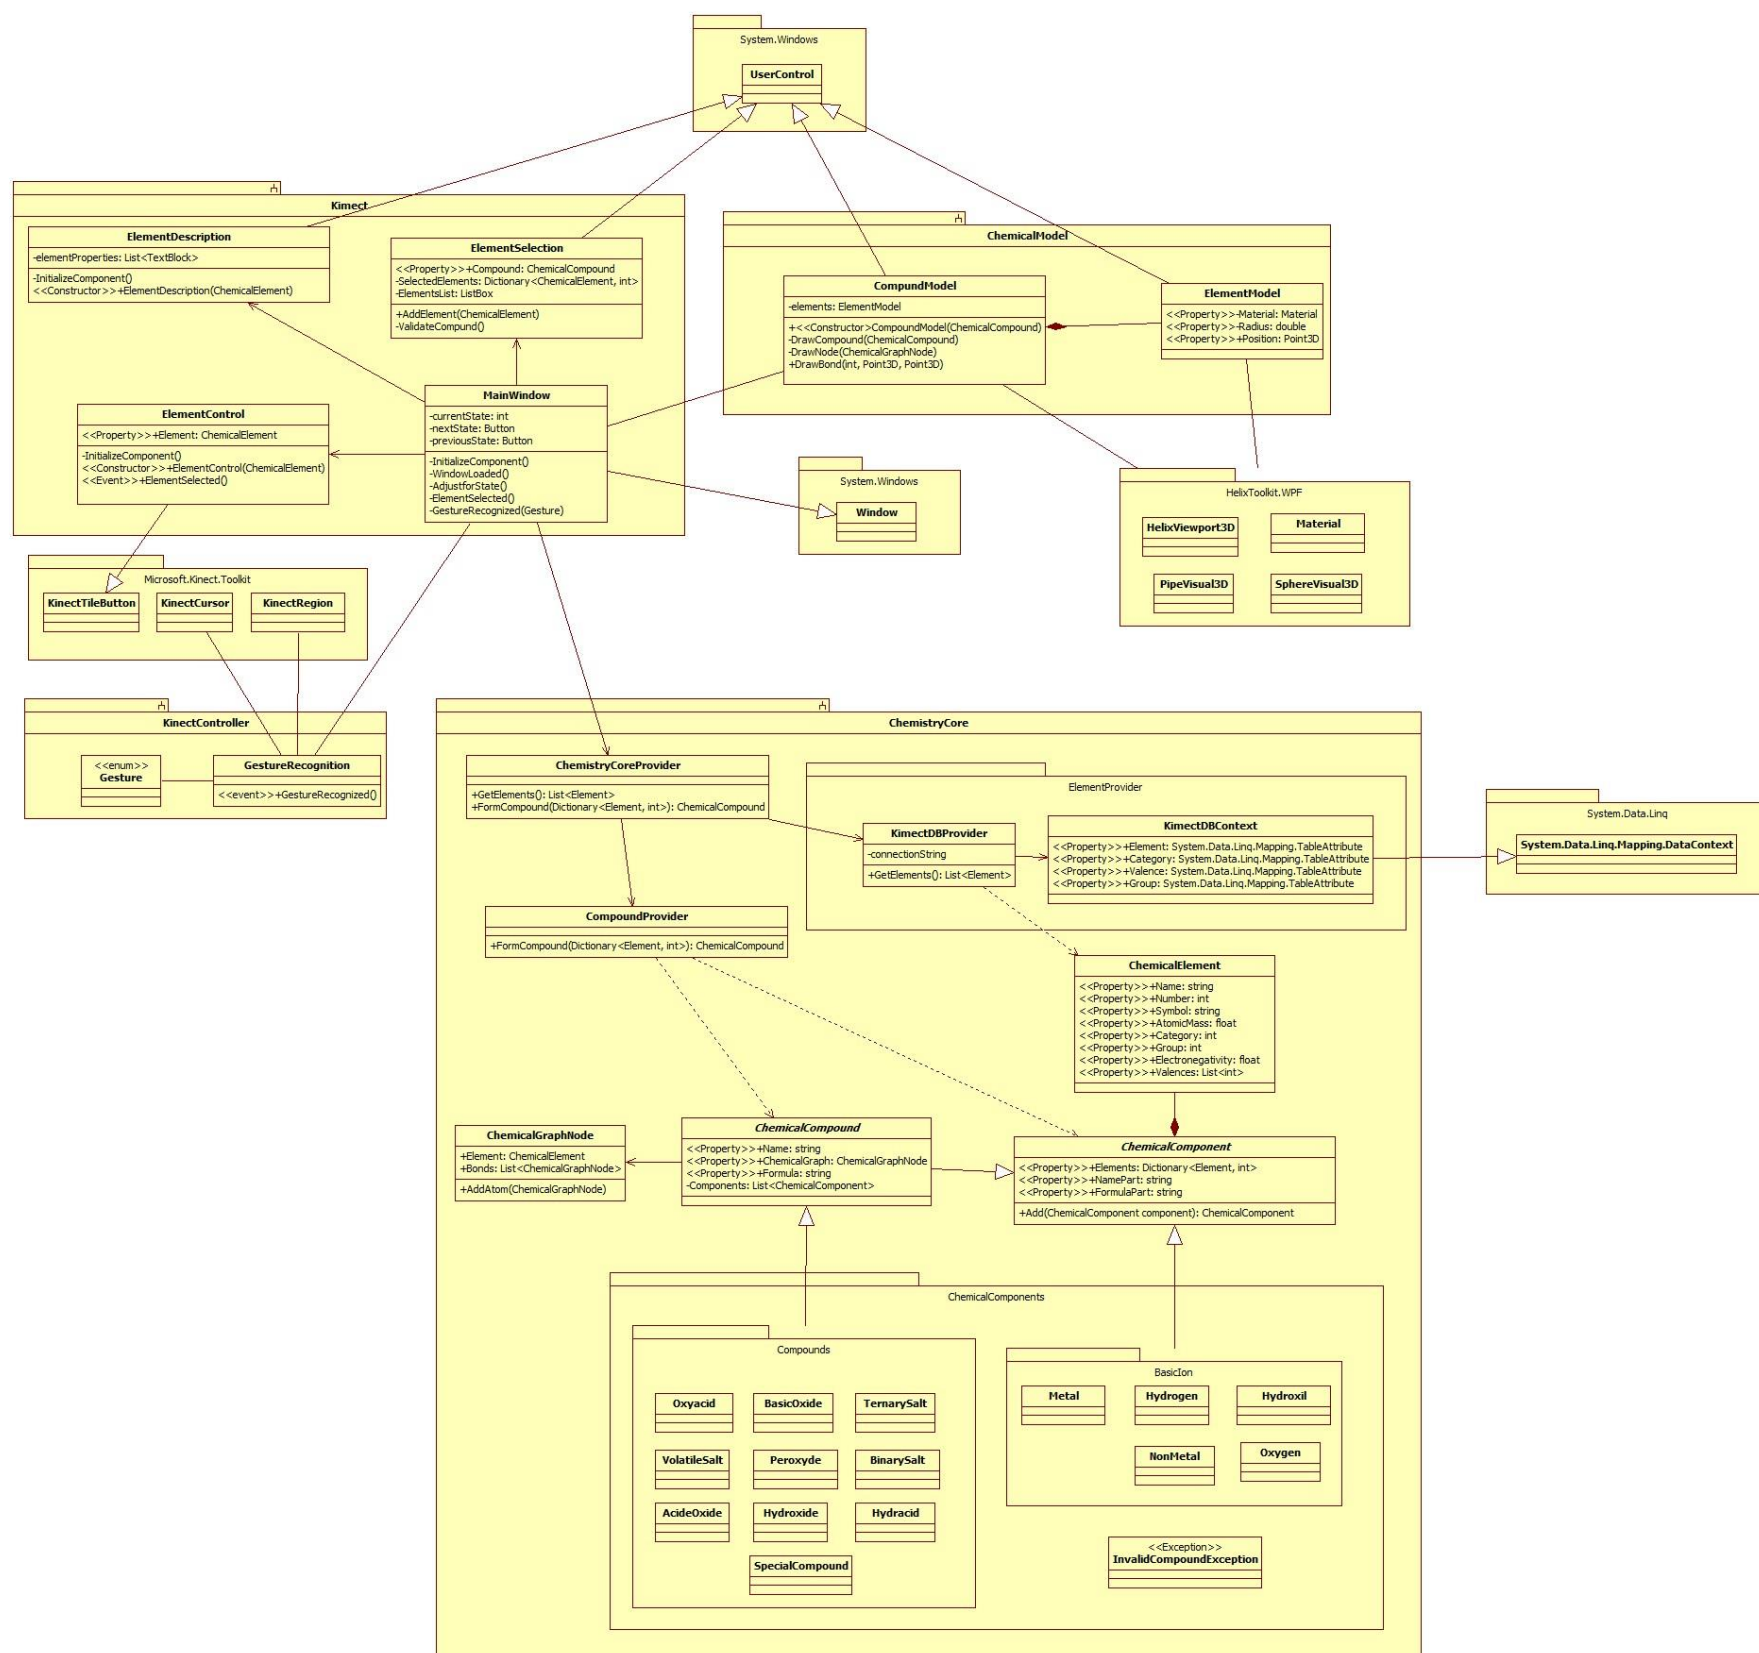 System.Windows
UserControl
Kimect
ElementDescription
-elementProperties: List<TextBlock>
-InitializeComponent()
<<Constructor>>+ElementDescription(ChemicalElement)
ElementSelection
<<Property>>+Compound: ChemicalCompound
-SelectedElements: Dictionary<ChemicalElement, int>
-ElementsList: ListBox
+AddElement(ChemicalElement)
-ValidateCompund()
MainWindow
-currentState: int
-nextState: Button
-previousState: Button
-InitializeComponent()
-WindowLoaded()
-AdjustforState()
-ElementSelected()
-GestureRecognized(Gesture)
ElementControl
<<Property>>+Element: ChemicalElement
-InitializeComponent()
<<Constructor>>+ElementControl(ChemicalElement)
<<Event>>+ElementSelected()
ChemicalModel
CompundModel
-elements: ElementModel
+<<Constructor>CompoundModel(ChemicalCompound)
-DrawCompound(ChemicalCompound)
-DrawNode(ChemicalGraphNode)
+DrawBond(int, Point3D, Point3D)
ElementModel
<<Property>>-Material: Material
<<Property>>-Radius: double
<<Property>>+Position: Point3D
System.Windows
Window
HelixToolkit.WPF
HelixViewport3D
Material
PipeVisual3D
SphereVisual3D
Microsoft.Kinect.Toolkit
KinectTileButton
KinectCursor
KinectRegion
KinectController
<<enum>>
Gesture
GestureRecognition
<<event>>+GestureRecognized()
ChemistryCore
ChemistryCoreProvider
+GetElements(): List<Element>
+FormCompound(Dictionary<Element, int>): ChemicalCompound
ElementProvider
KimectDBProvider
-connectionString
+GetElements(): List<Element>
KimectDBContext
<<Property>>+Element: System.Data.Linq.Mapping.TableAttribute
<<Property>>+Category: System.Data.Linq.Mapping.TableAttribute
<<Property>>+Valence: System.Data.Linq.Mapping.TableAttribute
<<Property>>+Group: System.Data.Linq.Mapping.TableAttribute
System.Data.Linq
System.Data.Linq.Mapping.DataContext
CompoundProvider
+FormCompound(Dictionary<Element, int>): ChemicalCompound
ChemicalElement
<<Property>>+Name: string
<<Property>>+Number: int
<<Property>>+Symbol: string
<<Property>>+AtomicMass: float
<<Property>>+Category: int
<<Property>>+Group: int
<<Property>>+Electronegativity: float
<<Property>>+Valences: List<int>
ChemicalGraphNode
+Element: ChemicalElement
+Bonds: List<ChemicalGraphNode>
+AddAtom(ChemicalGraphNode)
ChemicalCompound
<<Property>>+Name: string
<<Property>>+ChemicalGraph: ChemicalGraphNode
<<Property>>+Formula: string
-Components: List<ChemicalComponent>
ChemicalComponent
<<Property>>+Elements: Dictionary<Element, int>
<<Property>>+NamePart: string
<<Property>>+FormulaPart: string
+Add(ChemicalComponent component): ChemicalComponent
ChemicalComponents
Compounds
Oxyacid
BasicOxide
TernarySalt
VolatileSalt
Peroxyde
BinarySalt
AcideOxide
Hydroxide
Hydracid
SpecialCompound
BasicIon
Metal
Hydrogen
Hydroxil
NonMetal
Oxygen
<<Exception>>
InvalidCompoundException